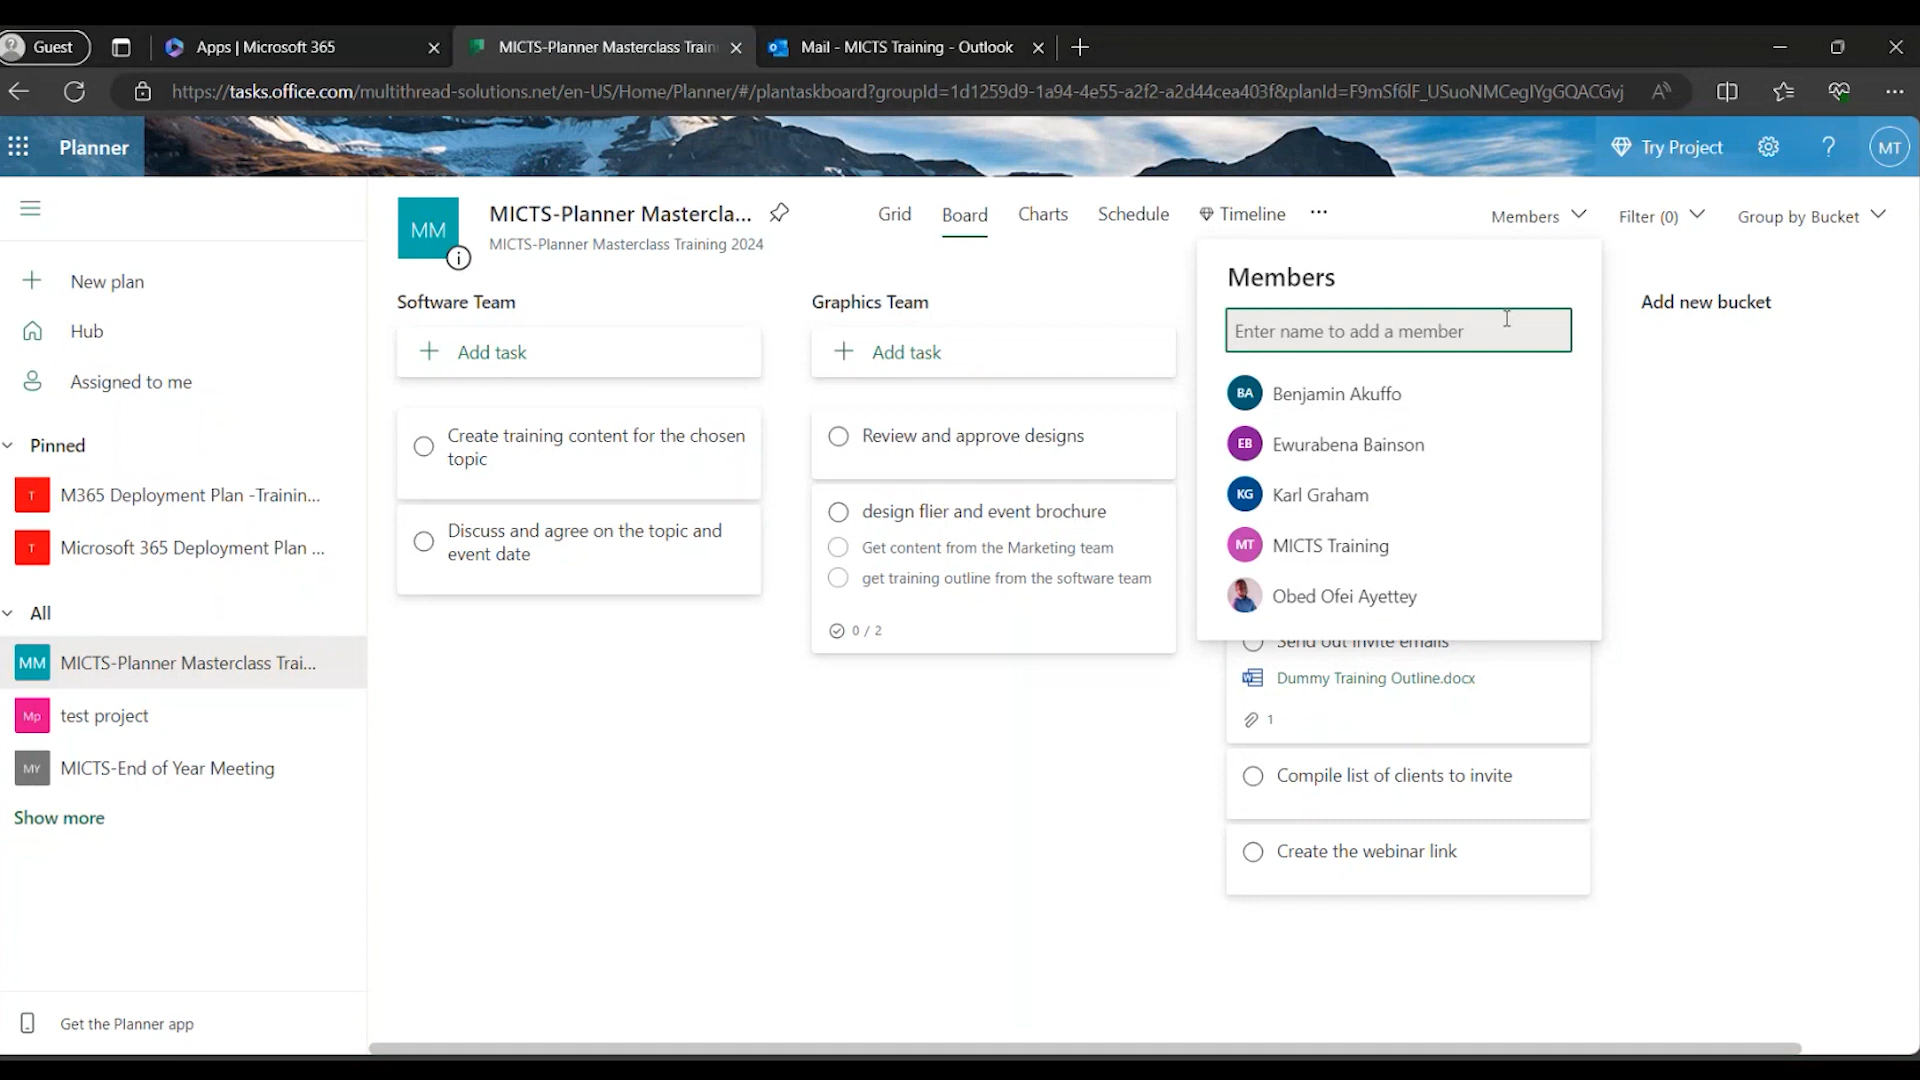 Guest
Apps | Microsoft 365
MICTS-Planner Masterclass Train
Mail - MICTS Training - Outlook
https://tasks.office.com/multithread-solutions.net/en-US/Home/Planner/#/plantaskboard?groupId=1d1259d9-1a94-4e55-a2f2-a2d44cea403f&planId=F9mSf6lF_USuoNMCeglYgGQACGvj
Planner
Try Project
?
MT
MM
MICTS-Planner Mastercla...
MICTS-Planner Masterclass Training 2024
Grid
Board
Charts
Schedule
Timeline
Members
Filter (0)
Group by Bucket
New plan
Hub
Assigned to me
Pinned
T
M365 Deployment Plan -Trainin...
T
Microsoft 365 Deployment Plan ...
All
MM
MICTS-Planner Masterclass Trai...
Mp
test project
MY
MICTS-End of Year Meeting
Show more
Get the Planner app
Software Team
Add task
Create training content for the chosen
topic
Discuss and agree on the topic and
event date
Graphics Team
Add task
Review and approve designs
design flier and event brochure
Get content from the Marketing team
get training outline from the software team
0 / 2
Members
Enter name to add a member
BA
Benjamin Akuffo
EB
Ewurabena Bainson
KG
Karl Graham
MT
MICTS Training
Obed Ofei Ayettey
Send out invite emails
Dummy Training Outline.docx
1
Compile list of clients to invite
Create the webinar link
Add new bucket